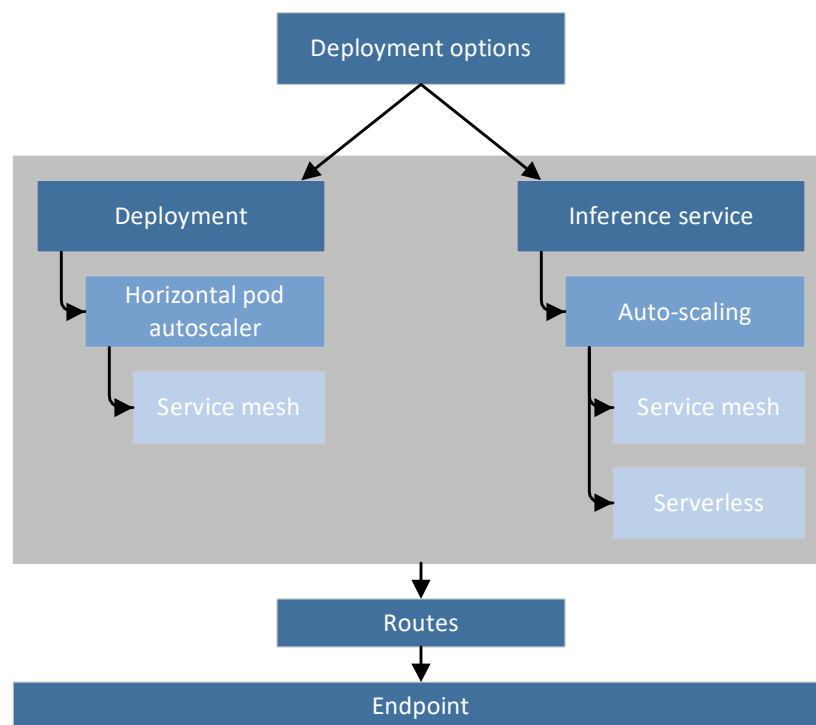 Deployment options
Deployment
Inference service
Horizontal pod
autoscaler
Auto-scaling
Service mesh
Service mesh
Serverless
Routes
Endpoint